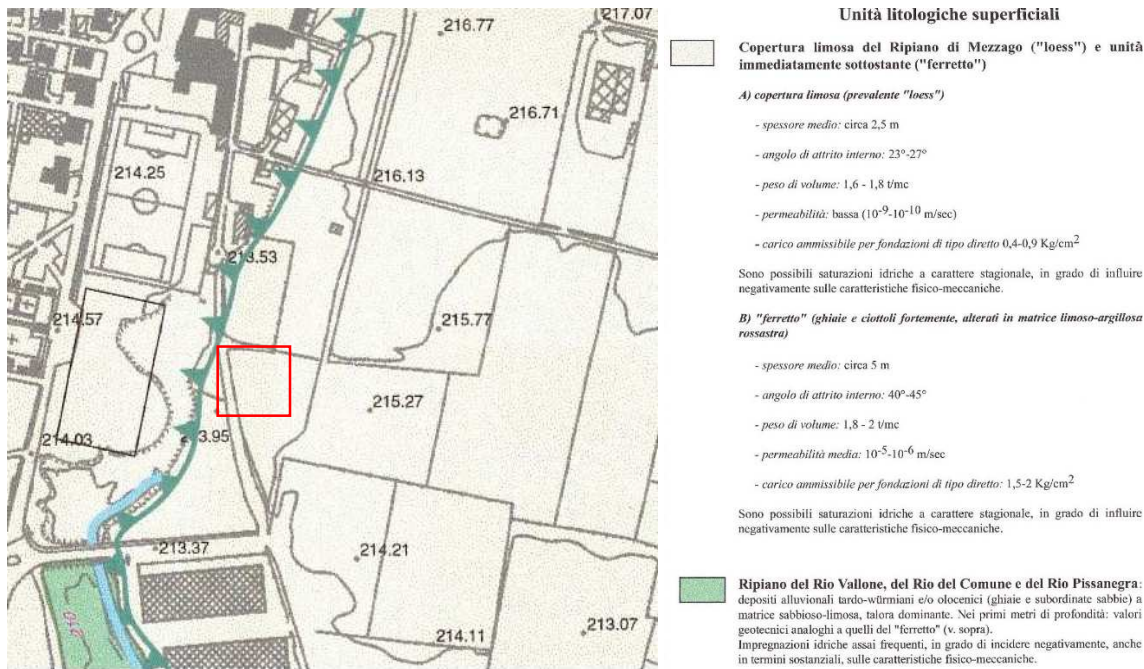 216.77
217.07
216.71
214.25
216.13
213.53
214.57
215.77
215.27
214.03
213.95
213.37
214.21
214.11
213.07
210
Unità litologiche superficiali
Copertura limosa del Ripiano di Mezzago ("loess") e unità
immediatamente sottostante ("ferretto")
A) copertura limosa (prevalente "loess")
- spessore medio: circa 2,5 m
- angolo di attrito interno: 23°-27°
- peso di volume: 1,6 - 1,8 t/mc
- permeabilità: bassa (10-9-10-10 m/sec)
- carico ammissibile per fondazioni di tipo diretto 0,4-0,9 Kg/cm2
Sono possibili saturazioni idriche a carattere stagionale, in grado di influire
negativamente sulle caratteristiche fisico-meccaniche.
B) "ferretto" (ghiaie e ciottoli fortemente, alterati in matrice limoso-argillosa
rossastra)
- spessore medio: circa 5 m
- angolo di attrito interno: 40°-45°
- peso di volume: 1,8 - 2 t/mc
- permeabilità media: 10-5-10-6 m/sec
- carico ammissibile per fondazioni di tipo diretto: 1,5-2 Kg/cm2
Sono possibili saturazioni idriche a carattere stagionale, in grado di influire
negativamente sulle caratteristiche fisico-meccaniche.
Ripiano del Rio Vallone, del Rio del Comune e del Rio Pissanegra:
depositi alluvionali tardo-würmiani e/o olocenici (ghiaie e subordinate sabbie) a
matrice sabbioso-limosa, talora dominante. Nei primi metri di profondità: valori
geotecnici analoghi a quelli del "ferretto" (v. sopra).
Impregnazioni idriche assai frequenti, in grado di incidere negativamente, anche
in termini sostanziali, sulle caratteristiche fisico-meccaniche.